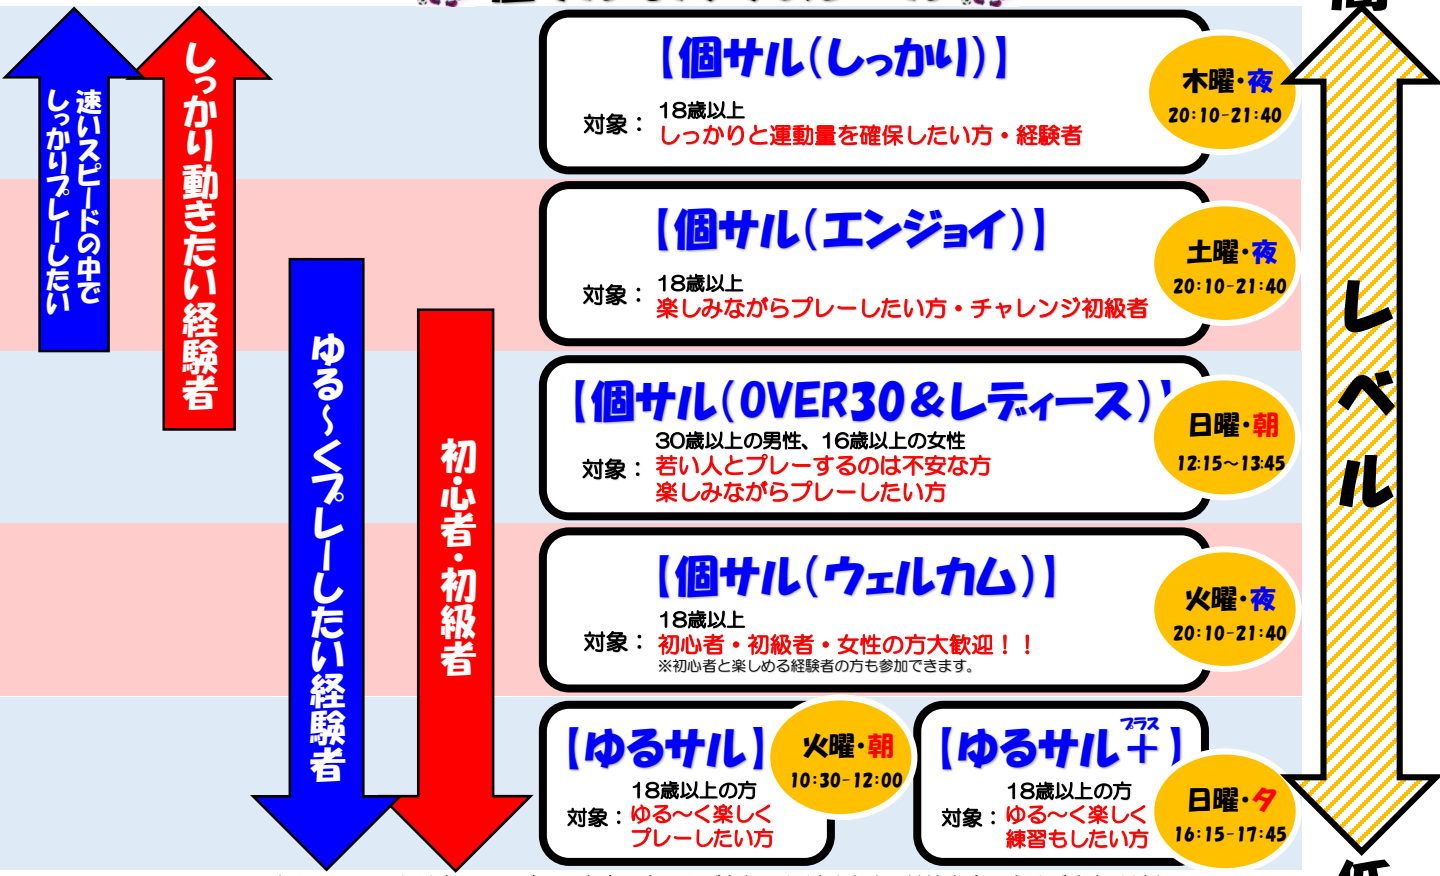 速いスピードの中で
しっかりプレーしたい
しっかり動きたい経験者
ゆる～くプレーしたい経験者
初心者・初級者
【個サル(しっかり)】
対象：
18歳以上
しっかりと運動量を確保したい方・経験者
木曜・夜
20:10-21:40
【個サル(エンジョイ)】
対象：
18歳以上
楽しみながらプレーしたい方・チャレンジ初級者
土曜・夜
20:10-21:40
【個サル(OVER30＆レディース)】
対象：
30歳以上の男性、16歳以上の女性
若い人とプレーするのは不安な方
楽しみながらプレーしたい方
日曜・朝
12:15～13:45
【個サル(ウェルカム)】
対象：
18歳以上
初心者・初級者・女性の方大歓迎！！
※初心者と楽しめる経験者の方も参加できます。
火曜・夜
20:10-21:40
【ゆるサル】
対象：
18歳以上の方
ゆる～く楽しく
プレーしたい方
火曜・朝
10:30-12:00
プラス
【ゆるサル＋】
対象：
18歳以上の方
ゆる～く楽しく
練習もしたい方
日曜・夕
16:15-17:45
レベル